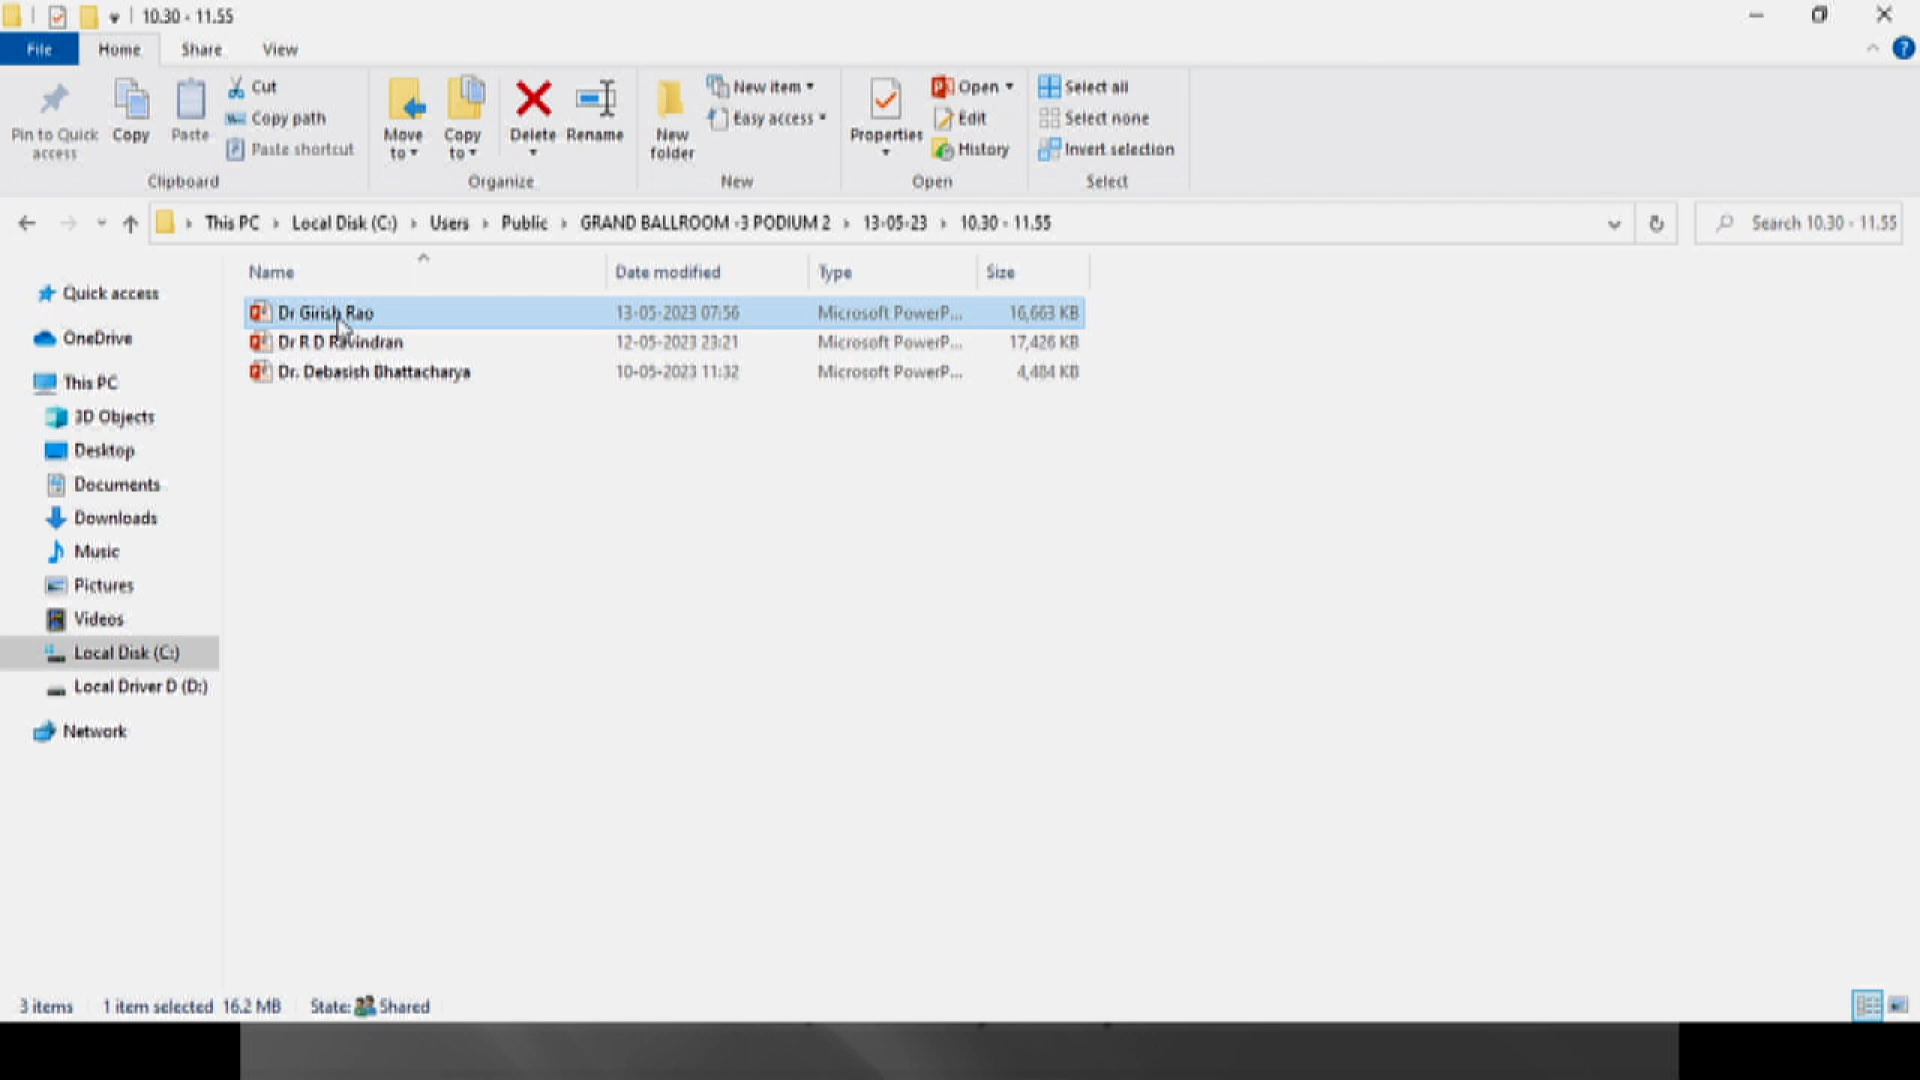 10.30 - 11.55
File Home Share View
Pin to Quick access
Copy
Paste
Cut
Copy path
Paste shortcut
Clipboard
Move to
Copy to
Delete
Rename
Organize
New folder
New item
Easy access
New
Properties
Open
Edit
History
Open
Select all
Select none
Invert selection
Select
This PC › Local Disk (C:) › Users › Public › GRAND BALLROOM -3 PODIUM 2 › 13-05-23 › 10.30 - 11.55
Search 10.30 - 11.55
Name Date modified Type Size
Dr Girish Rao 13-05-2023 07:56 Microsoft PowerP... 16,663 KB
Dr R D Ravindran 12-05-2023 23:21 Microsoft PowerP... 17,426 KB
Dr. Debasish Bhattacharya 10-05-2023 11:32 Microsoft PowerP... 4,484 KB
Quick access
OneDrive
This PC
3D Objects
Desktop
Documents
Downloads
Music
Pictures
Videos
Local Disk (C:)
Local Driver D (D:)
Network
3 items 1 item selected 16.2 MB State: Shared